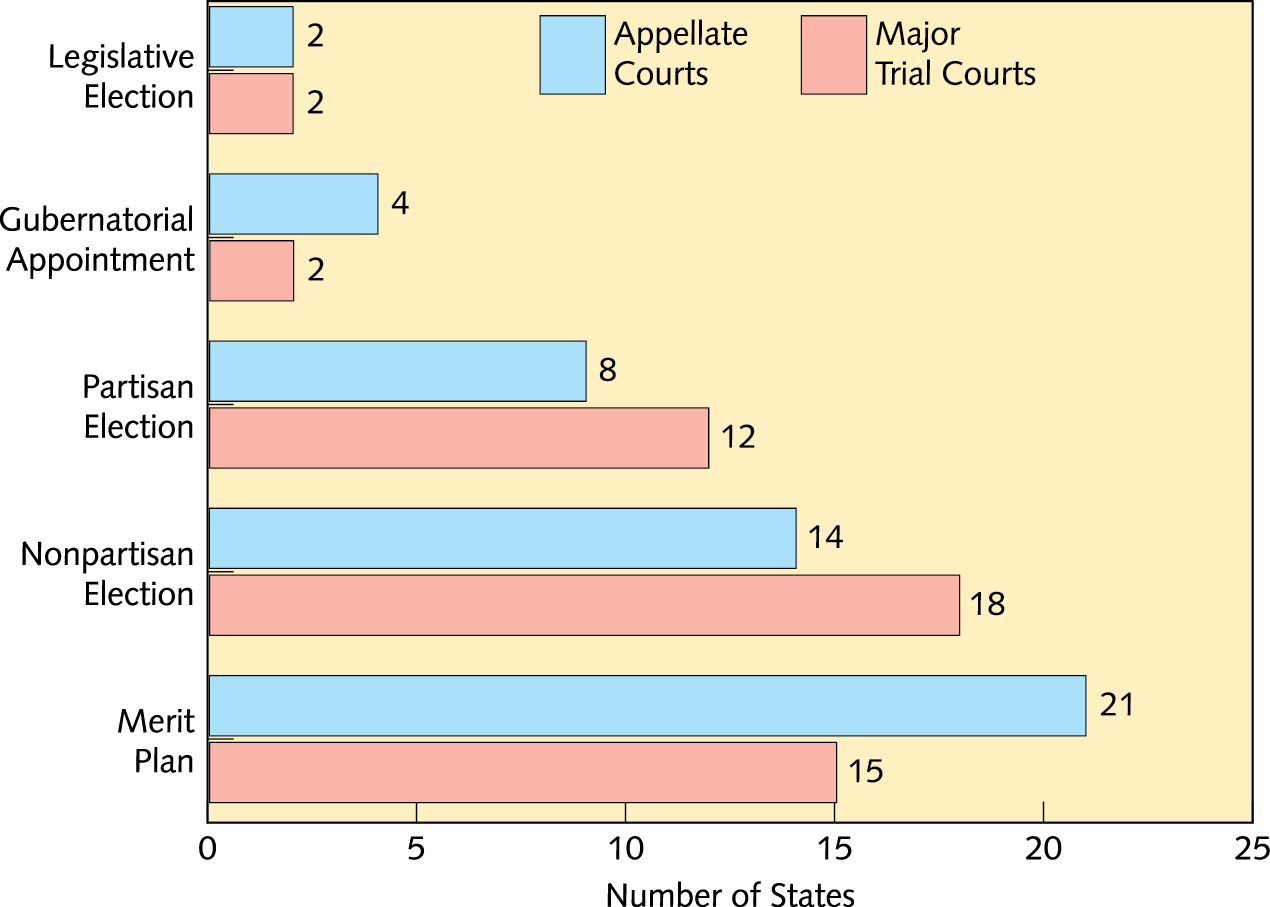 Legislative
Election
2
2
Appellate
Courts
Major
Trial Courts
Gubernatorial
Appointment
4
2
Partisan
Election
8
12
Nonpartisan
Election
14
18
Merit
Plan
21
15
0 5 10 15 20 25
Number of States